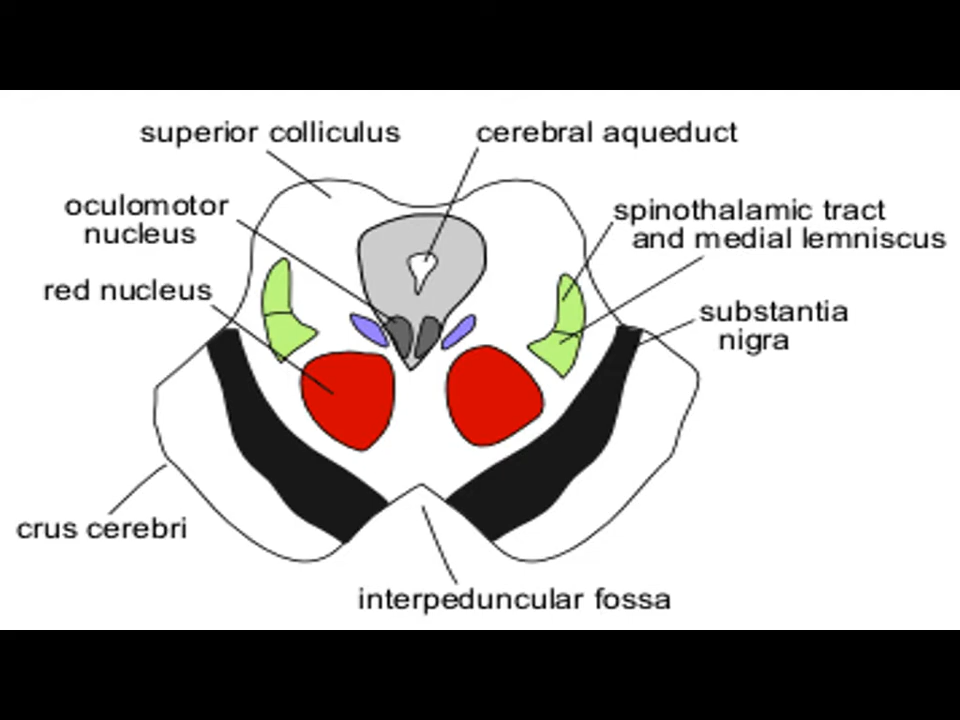 superior colliculus
cerebral aqueduct
oculomotor
nucleus
spinothalamic tract
and medial lemniscus
red nucleus
substantia
nigra
crus cerebri
interpeduncular fossa